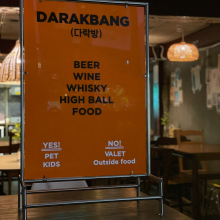 DARAKBANG
(다락방)
BEER
WINE
WHISKY
HIGH BALL
FOOD
YES!
PET
KIDS
NO!
VALET
Outside food